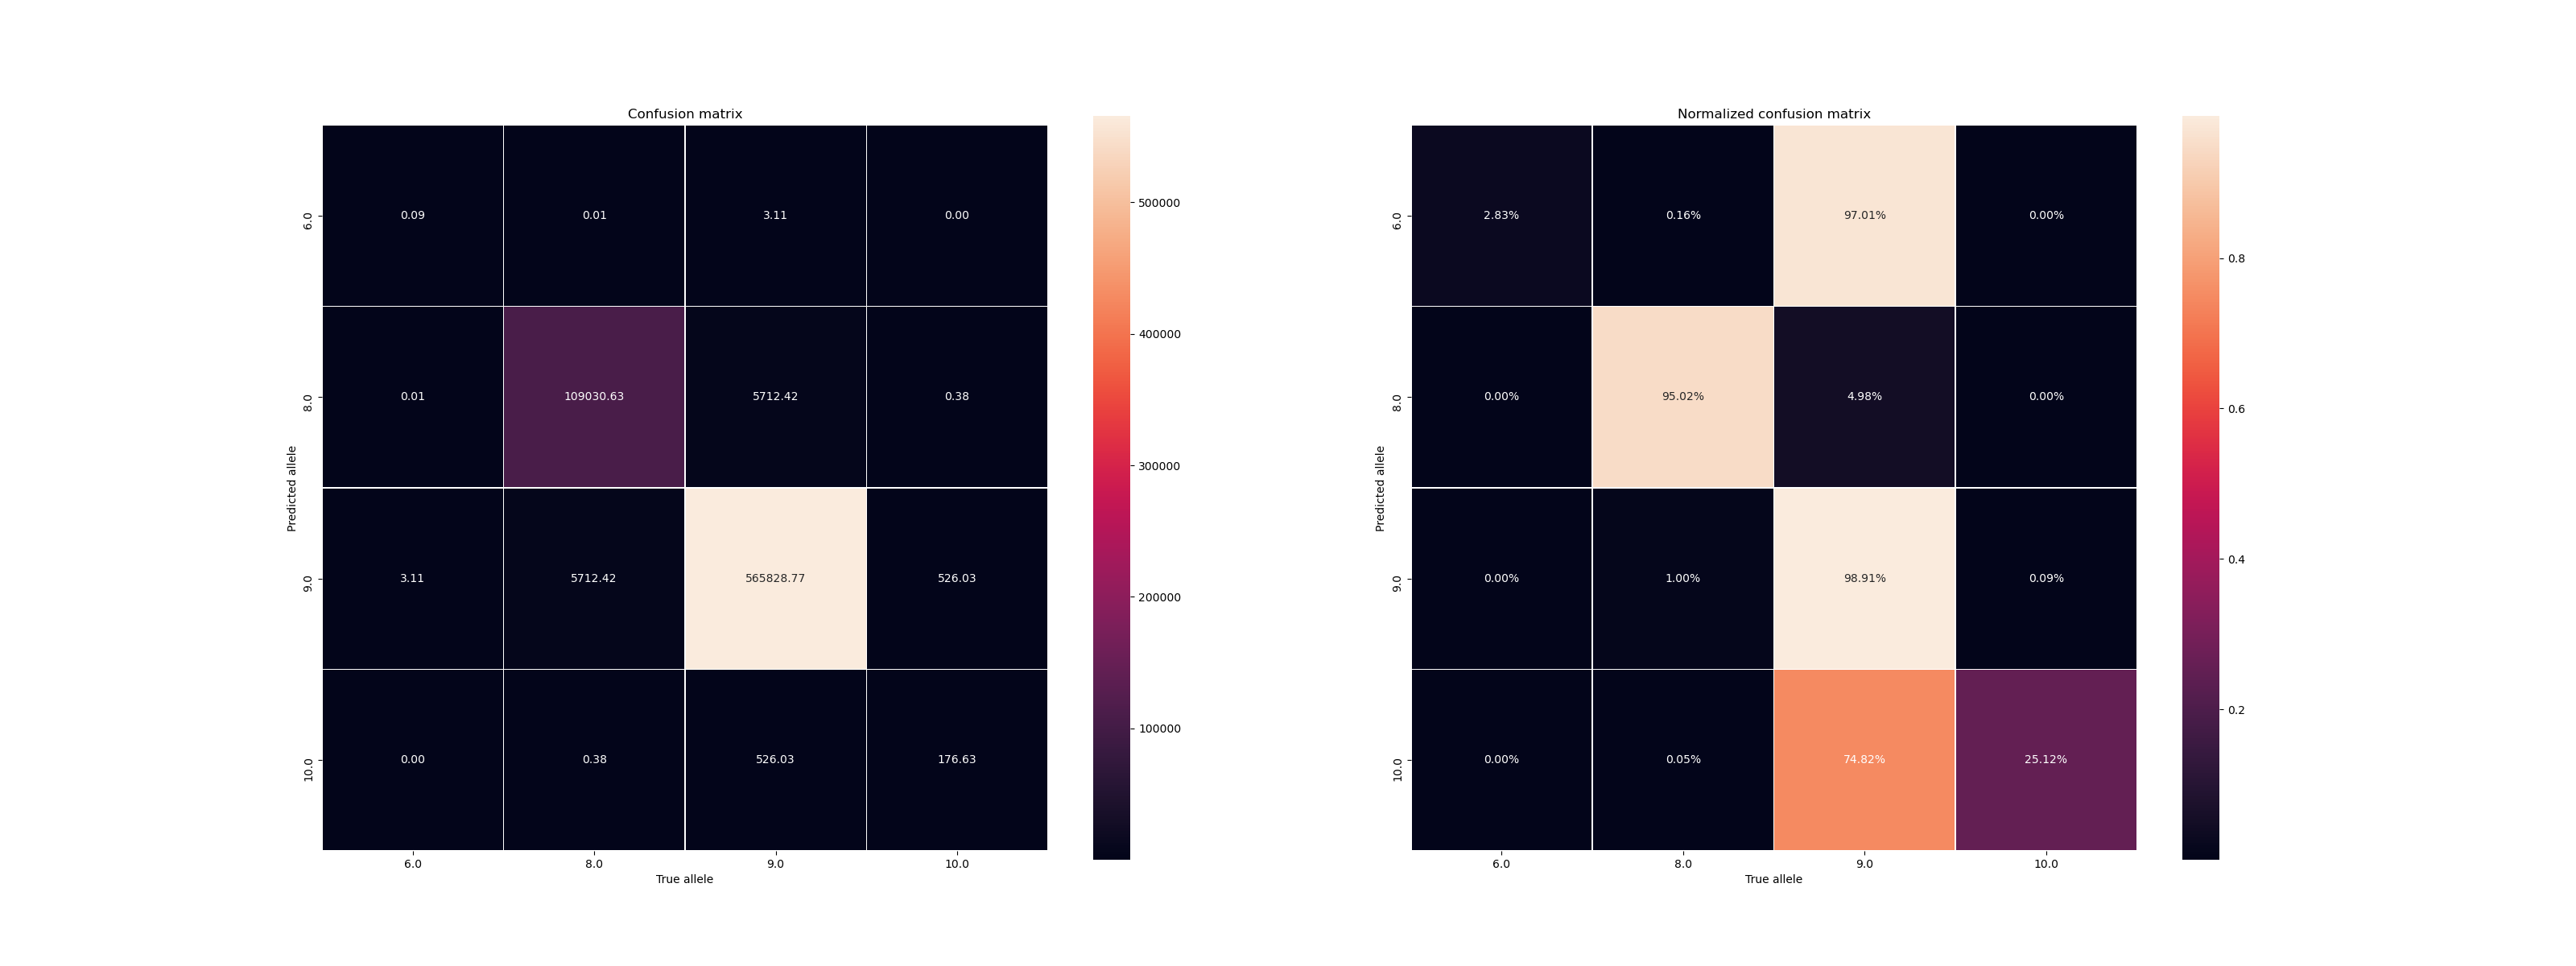 Confusion matrix
6.0 0.09 0.01 3.11 0.00
8.0 0.01 109030.63 5712.42 0.38
9.0 3.11 5712.42 565828.77 526.03
10.0 0.00 0.38 526.03 176.63
Predicted allele
6.0 8.0 9.0 10.0
True allele
500000
400000
300000
200000
100000
Normalized confusion matrix
6.0 2.83% 0.16% 97.01% 0.00%
8.0 0.00% 95.02% 4.98% 0.00%
9.0 0.00% 1.00% 98.91% 0.09%
10.0 0.00% 0.05% 74.82% 25.12%
Predicted allele
6.0 8.0 9.0 10.0
True allele
0.8
0.6
0.4
0.2